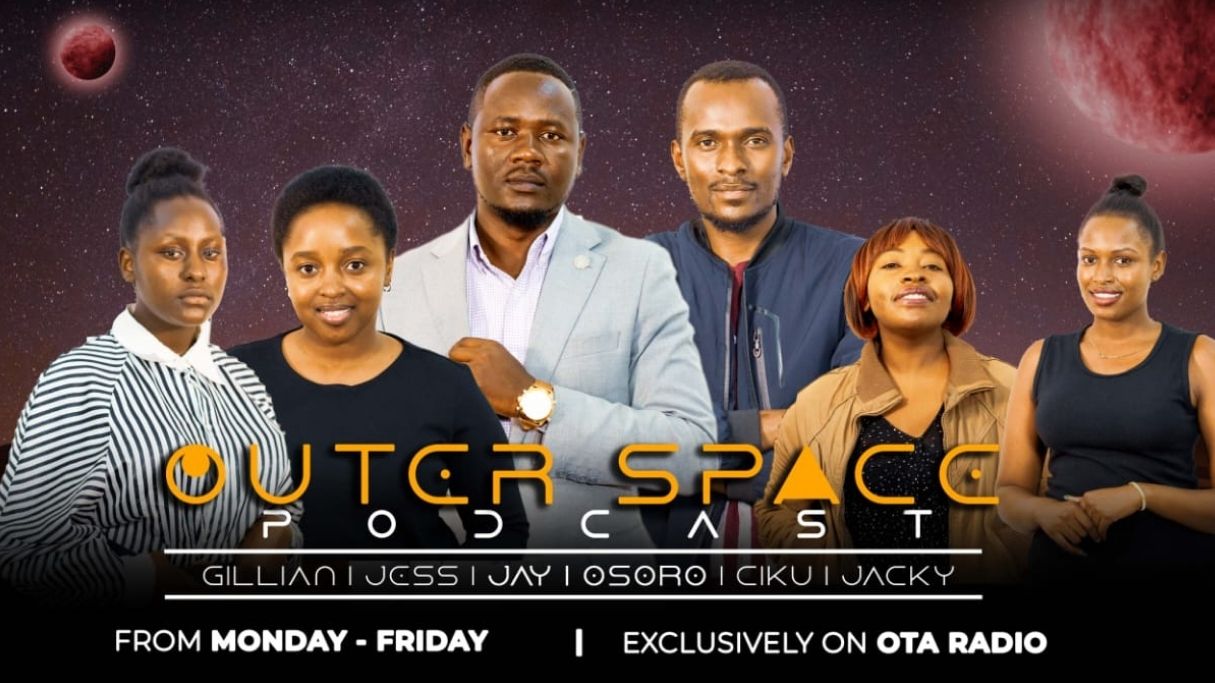 OUTER SPACE
PODCAST
GILLIAN | JESS | JAY | OSORO | CIKU | JACKY
FROM MONDAY - FRIDAY | EXCLUSIVELY ON OTA RADIO